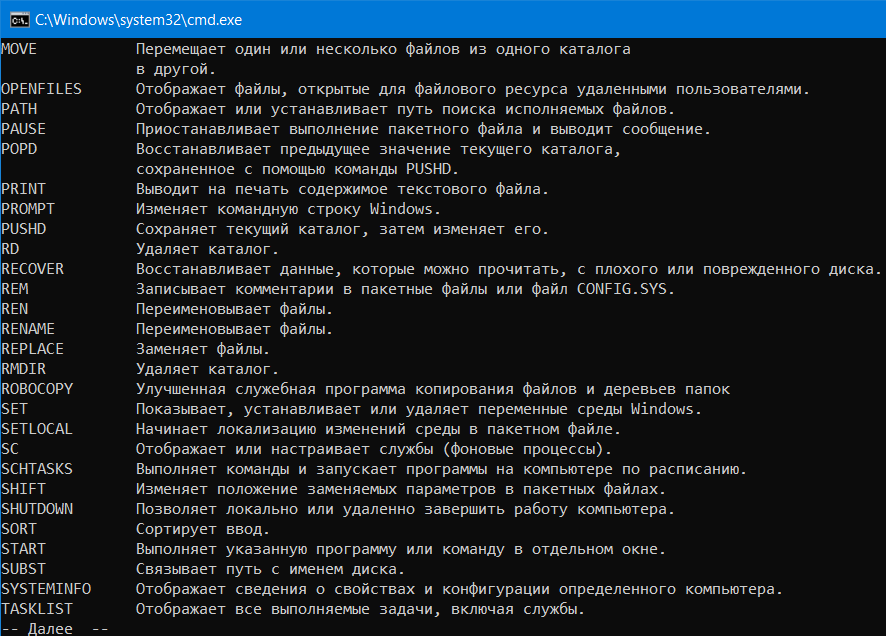 C:\Windows\system32\cmd.exe
MOVE Перемещает один или несколько файлов из одного каталога
в другой.
OPENFILES Отображает файлы, открытые для файлового ресурса удаленными пользователями.
PATH Отображает или устанавливает путь поиска исполняемых файлов.
PAUSE Приостанавливает выполнение пакетного файла и выводит сообщение.
POPD Восстанавливает предыдущее значение текущего каталога,
сохраненное с помощью команды PUSHD.
PRINT Выводит на печать содержимое текстового файла.
PROMPT Изменяет командную строку Windows.
PUSHD Сохраняет текущий каталог, затем изменяет его.
RD Удаляет каталог.
RECOVER Восстанавливает данные, которые можно прочитать, с плохого или поврежденного диска.
REM Записывает комментарии в пакетные файлы или файл CONFIG.SYS.
REN Переименовывает файлы.
RENAME Переименовывает файлы.
REPLACE Заменяет файлы.
RMDIR Удаляет каталог.
ROBOCOPY Улучшенная служебная программа копирования файлов и деревьев папок
SET Показывает, устанавливает или удаляет переменные среды Windows.
SETLOCAL Начинает локализацию изменений среды в пакетном файле.
SC Отображает или настраивает службы (фоновые процессы).
SCHTASKS Выполняет команды и запускает программы на компьютере по расписанию.
SHIFT Изменяет положение заменяемых параметров в пакетных файлах.
SHUTDOWN Позволяет локально или удаленно завершить работу компьютера.
SORT Сортирует ввод.
START Выполняет указанную программу или команду в отдельном окне.
SUBST Связывает путь с именем диска.
SYSTEMINFO Отображает сведения о свойствах и конфигурации определенного компьютера.
TASKLIST Отображает все выполняемые задачи, включая службы.
-- Далее --